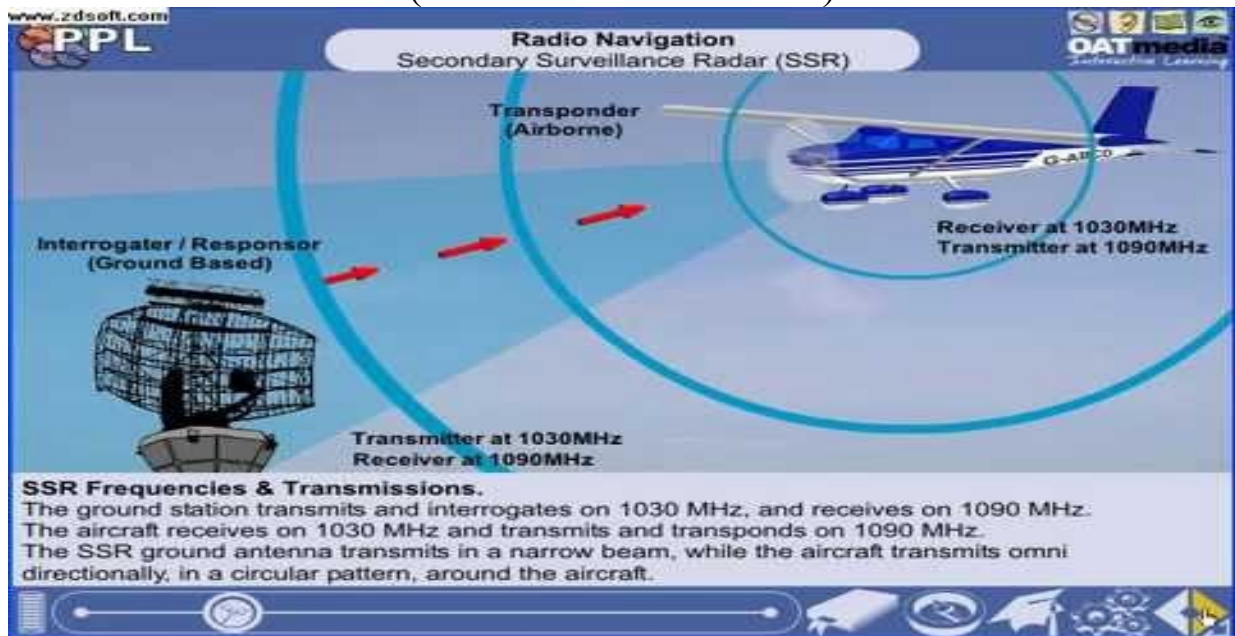 www.zdsoft.com
PPL
Radio Navigation
Secondary Surveillance Radar (SSR)
OATmedia
Interactive Learning
Transponder
(Airborne)
G-ABCD
Interrogater / Responsor
(Ground Based)
Receiver at 1030MHz
Transmitter at 1090MHz
Transmitter at 1030MHz
Receiver at 1090MHz
SSR Frequencies & Transmissions.
The ground station transmits and interrogates on 1030 MHz, and receives on 1090 MHz.
The aircraft receives on 1030 MHz and transmits and transponds on 1090 MHz.
The SSR ground antenna transmits in a narrow beam, while the aircraft transmits omni
directionally, in a circular pattern, around the aircraft.